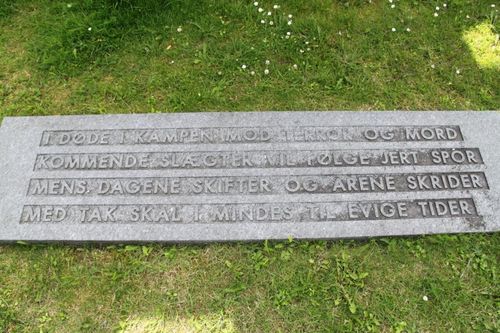 I DØDE I KAMPEN IMOD TERROR OG MORD
KOMMENDE SLÆGTER VIL FØLGE JERT SPOR
MENS DAGENE SKIFTER OG ÅRENE SKRIDER
MED TAK SKAL I MINDES TIL EVIGE TIDER